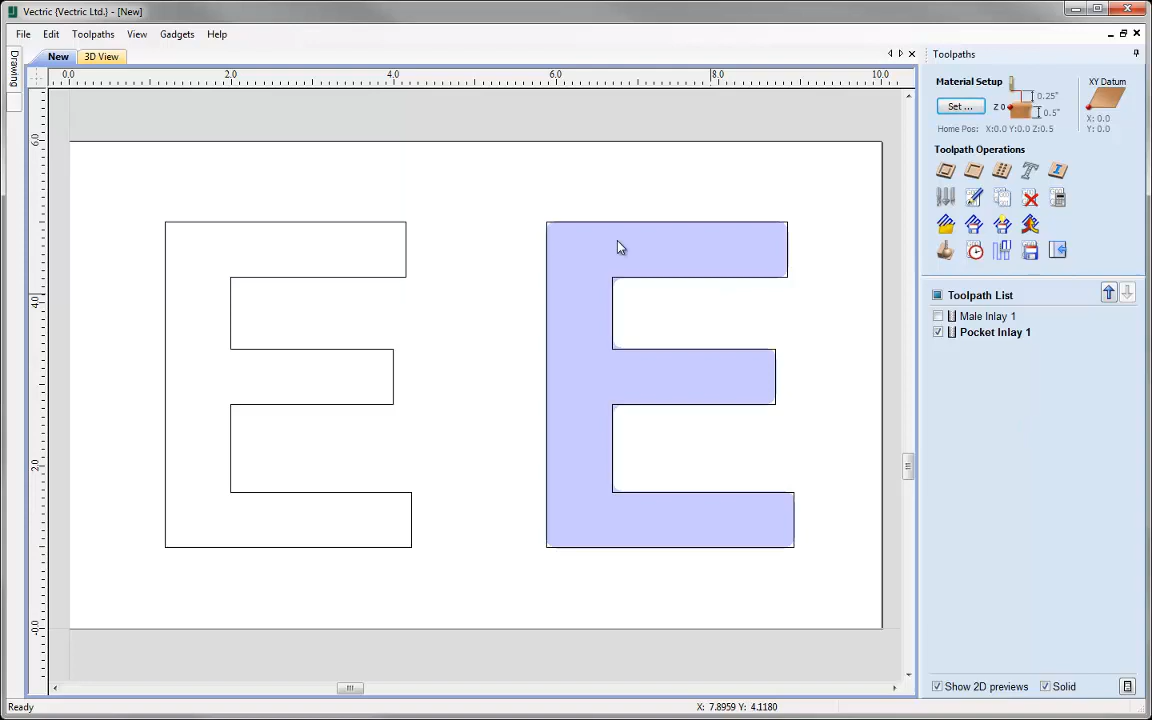 Vectric {Vectric Ltd.} - [New]
File Edit Toolpaths View Gadgets Help
Drawing
New 3D View
0.0 2.0 4.0 6.0 8.0 10.0
6.0
4.0
2.0
-0.0
E E
Toolpaths
Material Setup
Set ...
Z 0
0.25"
0.5"
Home Pos: X:0.0 Y:0.0 Z:0.5
XY Datum
X: 0.0
Y: 0.0
Toolpath Operations
Toolpath List
Male Inlay 1
Pocket Inlay 1
Show 2D previews Solid
Ready X: 7.8959 Y: 4.1180